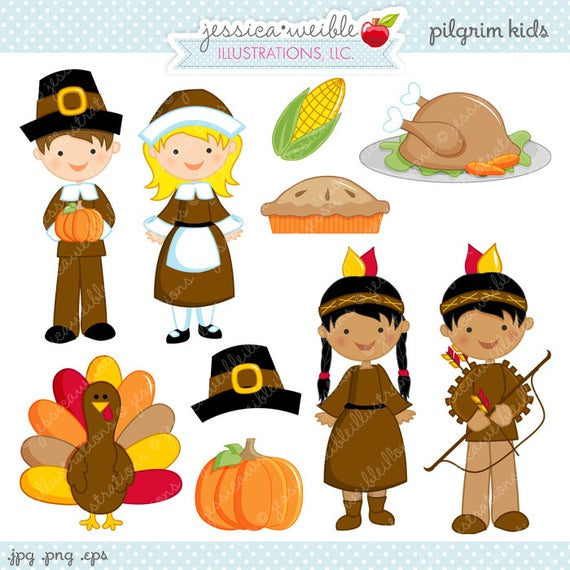 jessica•weible
ILLUSTRATIONS, LLC.
pilgrim kids
.jpg .png .eps